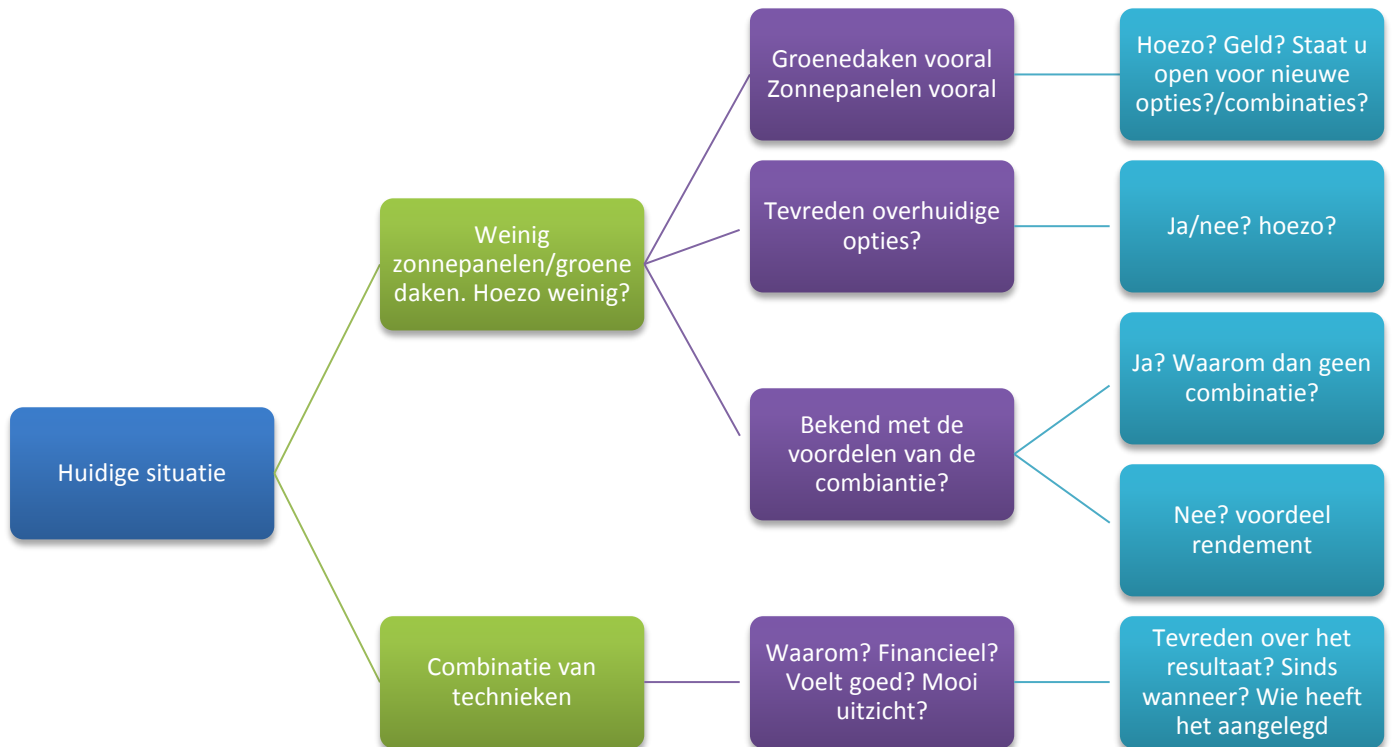 Huidige situatie
Weinig
zonnepanelen/groene
daken. Hoezo weinig?
Groenedaken vooral
Zonnepanelen vooral
Hoezo? Geld? Staat u
open voor nieuwe
opties?/combinaties?
Tevreden overhuidige
opties?
Ja/nee? hoezo?
Bekend met de
voordelen van de
combiantie?
Ja? Waarom dan geen
combinatie?
Nee? voordeel
rendement
Combinatie van
technieken
Waarom? Financieel?
Voelt goed? Mooi
uitzicht?
Tevreden over het
resultaat? Sinds
wanneer? Wie heeft
het aangelegd